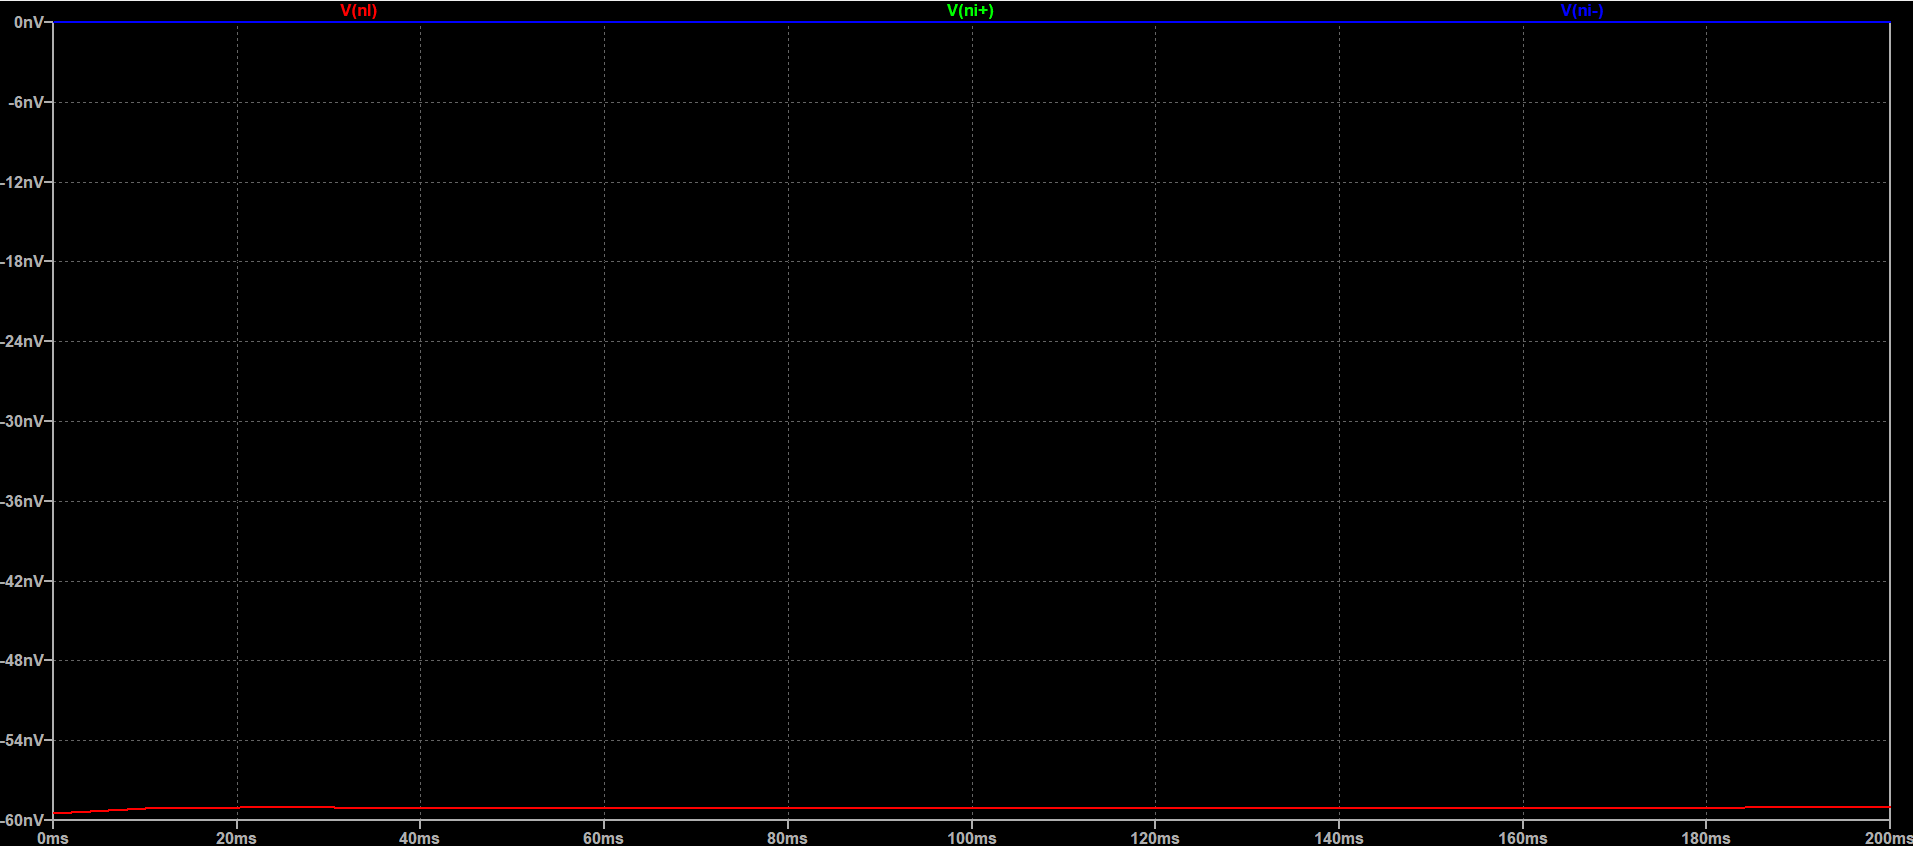 V(nl) V(ni+) V(ni-)
0nV
-6nV
-12nV
-18nV
-24nV
-30nV
-36nV
-42nV
-48nV
-54nV
-60nV
0ms 20ms 40ms 60ms 80ms 100ms 120ms 140ms 160ms 180ms 200ms